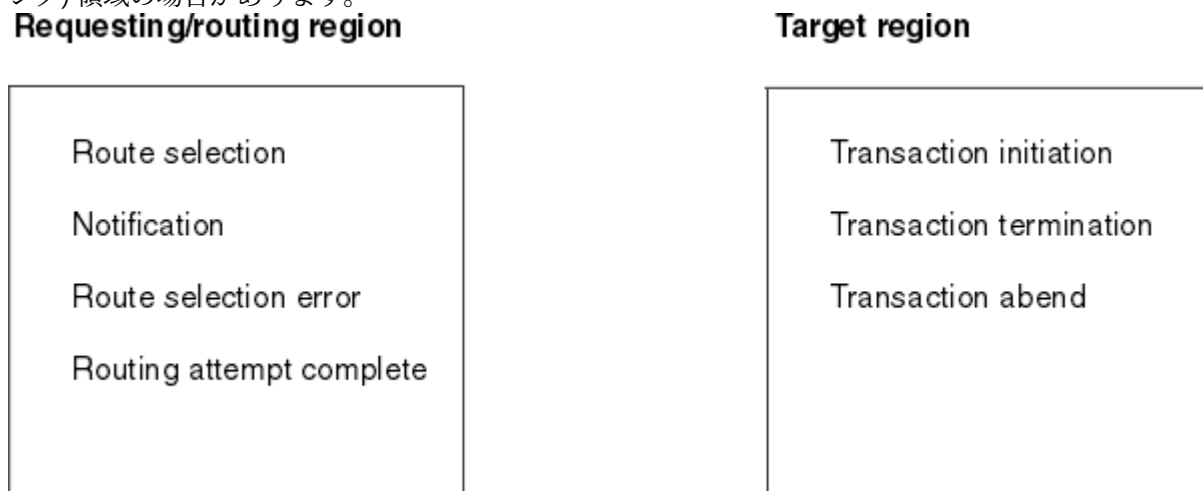 領域の場合があります。
Requesting/routing region
Target region
Route selection
Notification
Route selection error
Routing attempt complete
Transaction initiation
Transaction termination
Transaction abend